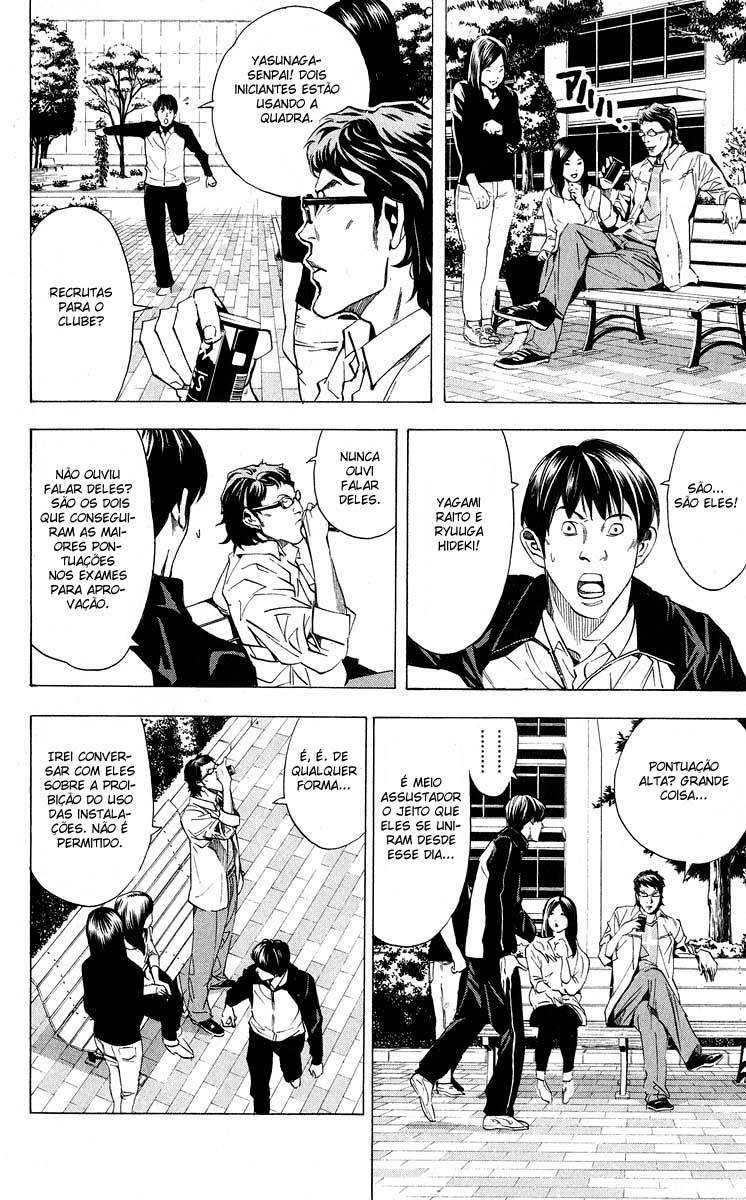 アハハ..
YASUNAGA-
SENPAI! DOIS
INICIANTES ESTÃO
USANDO A
QUADRA.
RECRUTAS
PARA O
CLUBE?
SÃO...
SÃO ELES!
YAGAMI
RAITO E
RYUUGA
HIDEKI!
NUNCA
OUVI
FALAR
DELES.
NÃO OUVIU
FALAR DELES?
SÃO OS DOIS
QUE CONSEGUI-
RAM AS MAI-
ORES PON-
TUAÇÕES
NOS EXAMES
PARA APRO-
VAÇÃO.
PONTUAÇÃO
ALTA? GRANDE
COISA...
É MEIO
ASSUSTADOR
O JEITO QUE
ELES SE UNI-
RAM DESDE
ESSE DIA...
É, É. DE
QUALQUER
FORMA...
IREI CONVER-
SAR COM ELES
SOBRE A PROI-
BIÇÃO DO USO
DAS INSTALA-
ÇÕES. NÃO É
PERMITIDO.